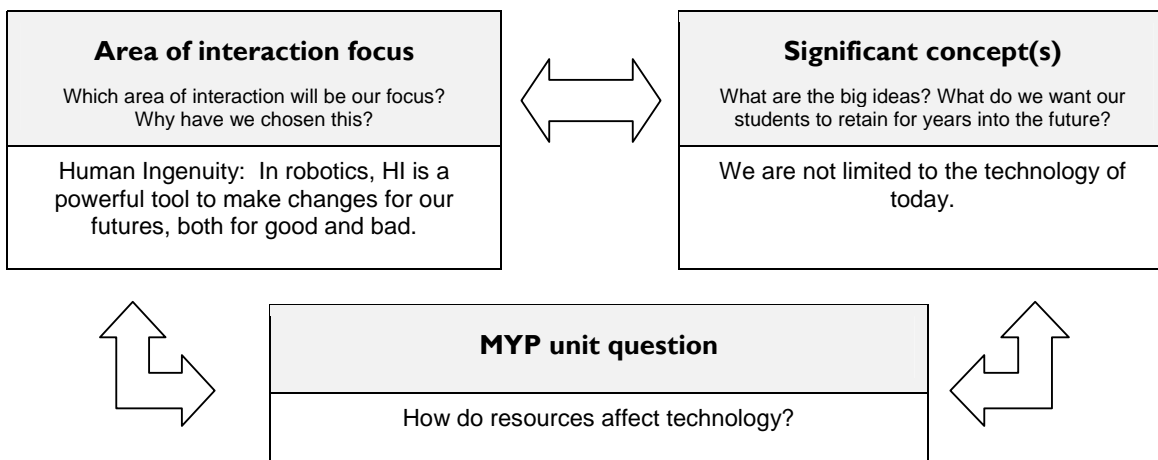 Area of interaction focus
Which area of interaction will be our focus?
Why have we chosen this?
Human Ingenuity:  In robotics, HI is a
powerful tool to make changes for our
futures, both for good and bad.
Significant concept(s)
What are the big ideas? What do we want our
students to retain for years into the future?
We are not limited to the technology of
today.
MYP unit question
How do resources affect technology?